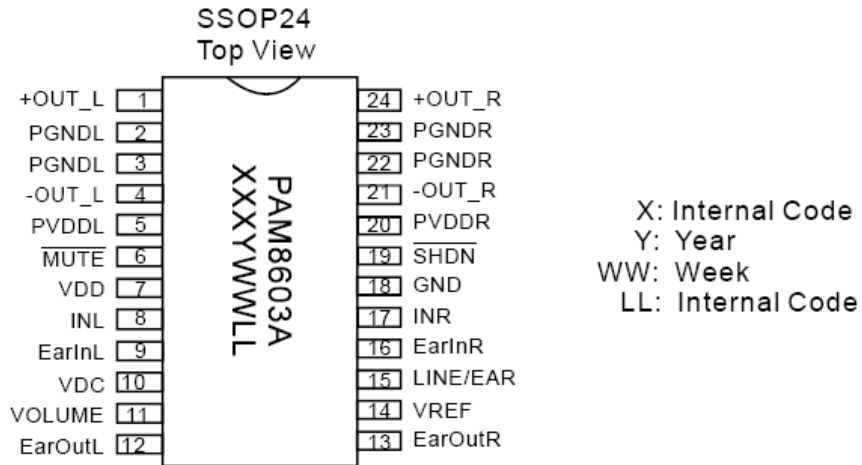 SSOP24
Top View
+OUT_L 1
PGNDL 2
PGNDL 3
-OUT_L 4
PVDDL 5
MUTE 6
VDD 7
INL 8
EarInL 9
VDC 10
VOLUME 11
EarOutL 12
PAM8603A
XXXYWWLL
24 +OUT_R
23 PGNDR
22 PGNDR
21 -OUT_R
20 PVDDR
19 SHDN
18 GND
17 INR
16 EarInR
15 LINE/EAR
14 VREF
13 EarOutR
X: Internal Code
Y: Year
WW: Week
LL: Internal Code